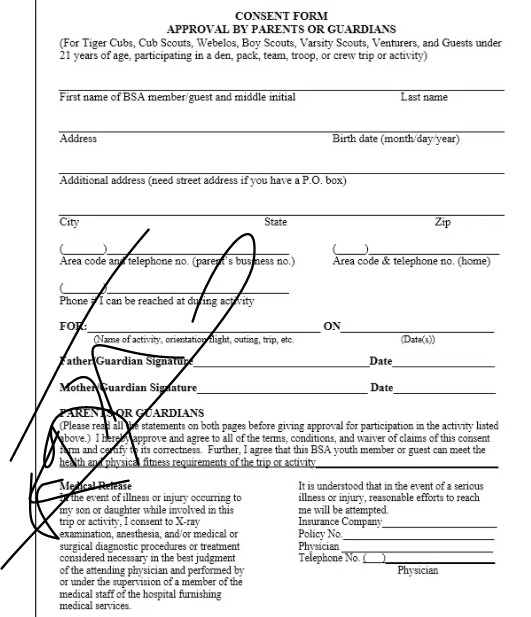 CONSENT FORM
APPROVAL BY PARENTS OR GUARDIANS
(For Tiger Cubs, Cub Scouts, Webelos, Boy Scouts, Varsity Scouts, Venturers, and Guests under
21 years of age, participating in a den, pack, team, troop, or crew trip or activity)
First name of BSA member/guest and middle initial Last name
Address Birth date (month/day/year)
Additional address (need street address if you have a P.O. box)
City State Zip
( ) ( )
Area code and telephone no. (parent's business no.) Area code & telephone no. (home)
( )
Phone # I can be reached at during activity
FOR: ON
(Name of activity, orientation flight, outing, trip, etc. (Date(s))
Father/Guardian Signature Date
Mother/Guardian Signature Date
PARENTS OR GUARDIANS
(Please read all the statements on both pages before giving approval for participation in the activity listed
above.) I hereby approve and agree to all of the terms, conditions, and waiver of claims of this consent
form and certify to its correctness. Further, I agree that this BSA youth member or guest can meet the
health and physical fitness requirements of the trip or activity
Medical Release
In the event of illness or injury occurring to
my son or daughter while involved in this
trip or activity, I consent to X-ray
examination, anesthesia, and/or medical or
surgical diagnostic procedures or treatment
considered necessary in the best judgment
of the attending physician and performed by
or under the supervision of a member of the
medical staff of the hospital furnishing
medical services.
It is understood that in the event of a serious
illness or injury, reasonable efforts to reach
me will be attempted.
Insurance Company
Policy No.
Physician
Telephone No. ( )
Physician